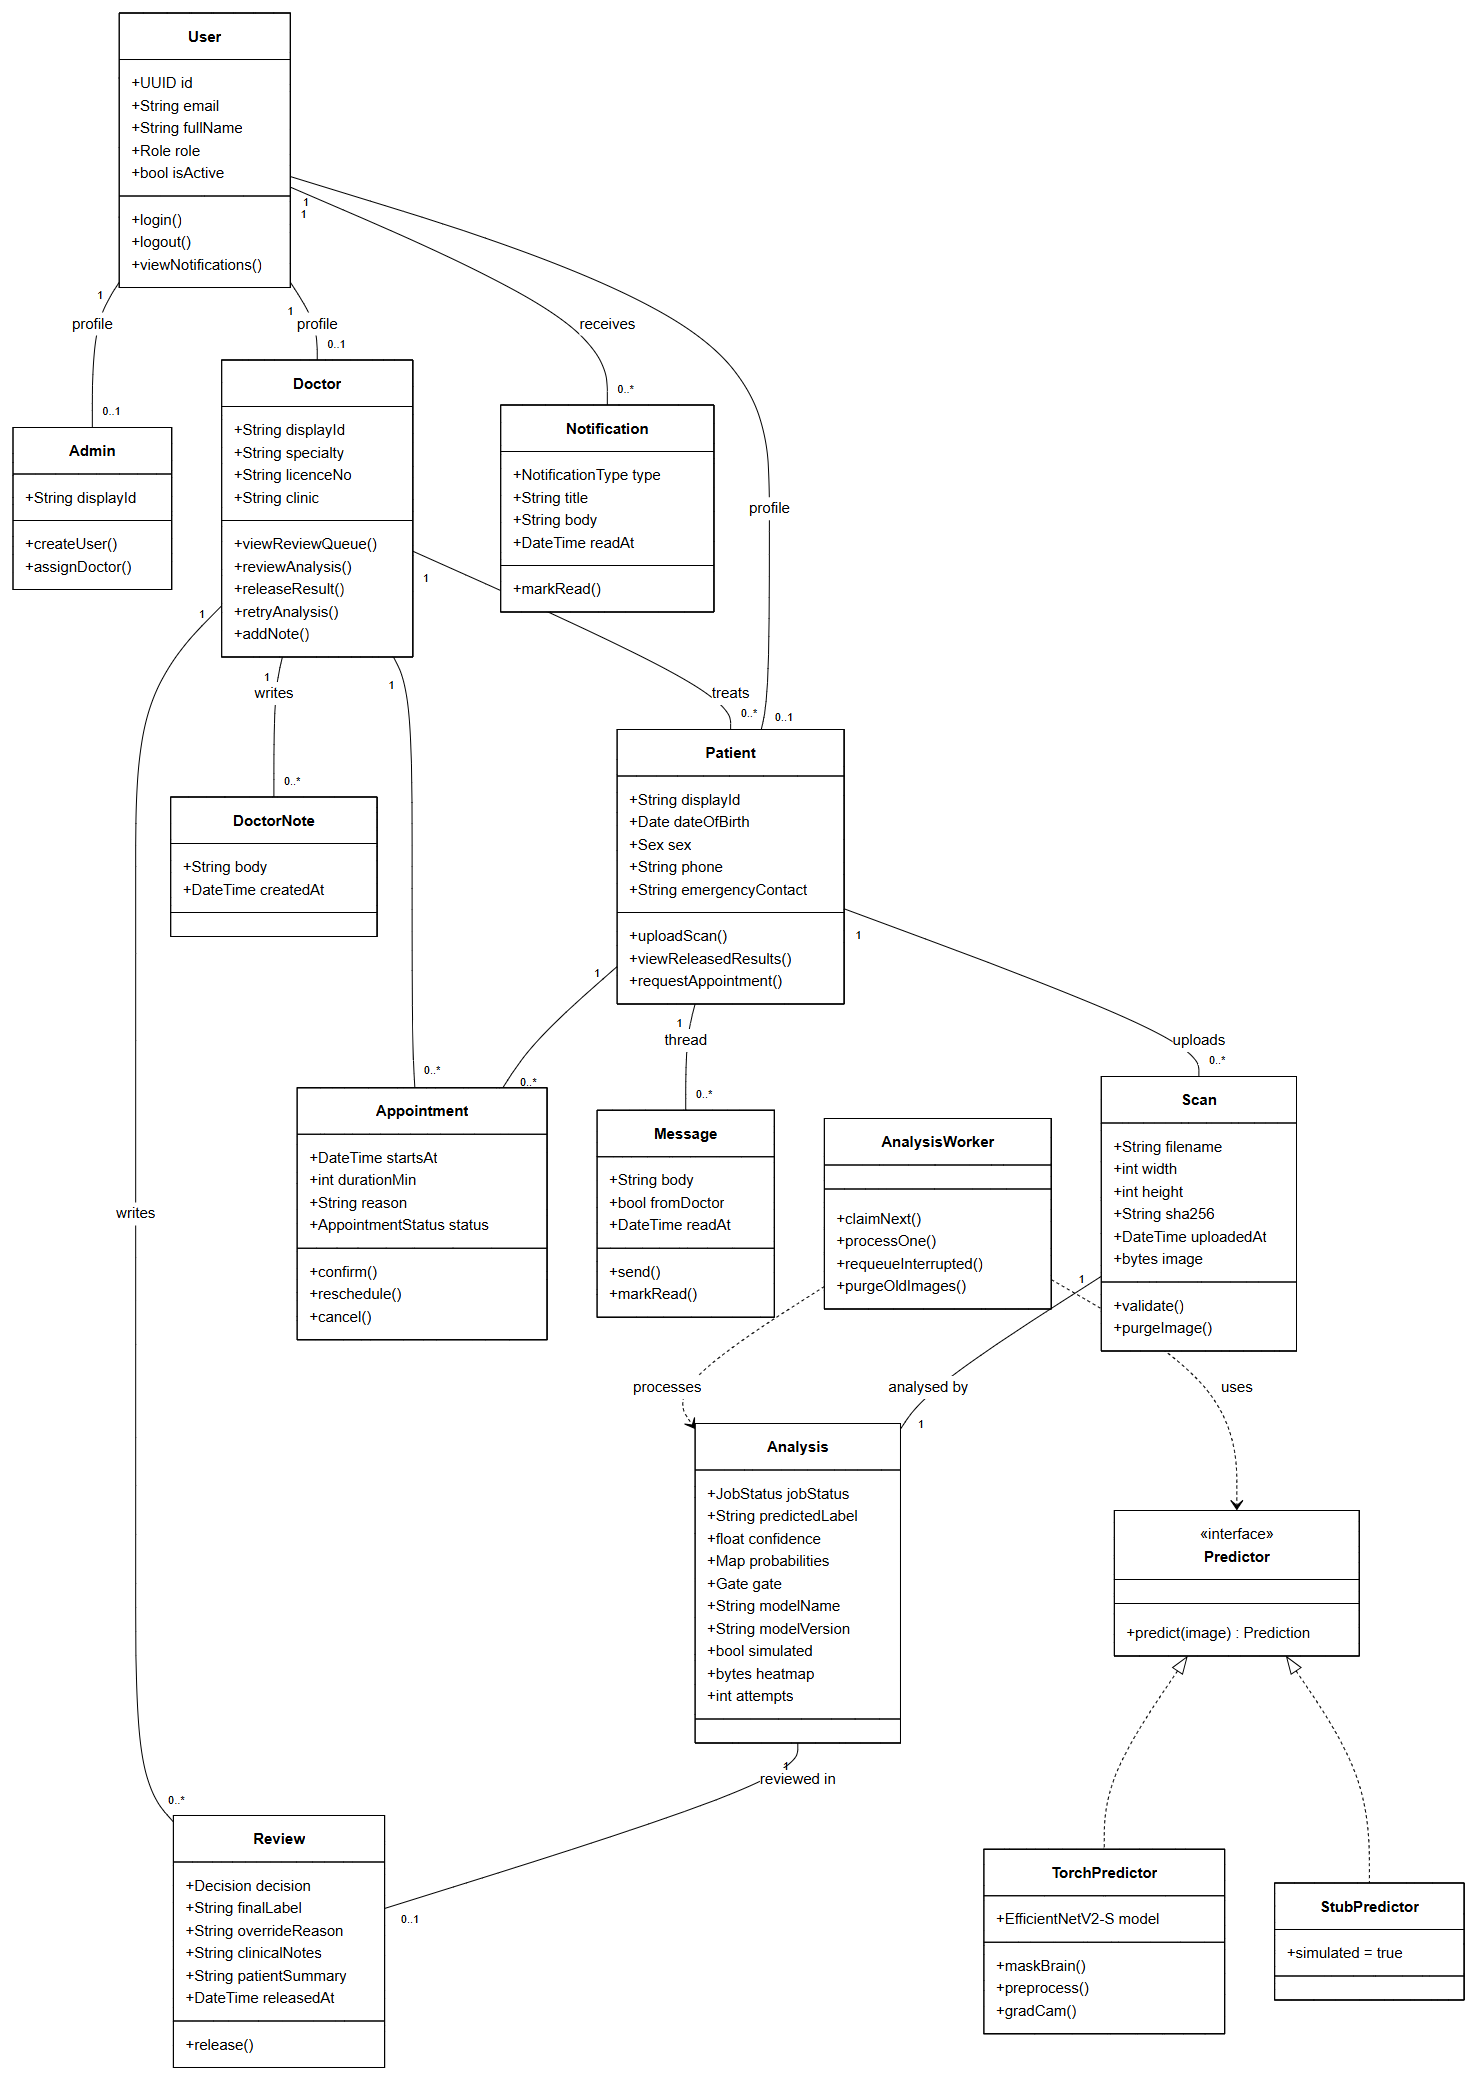 User
+UUID id
+String email
+String fullName
+Role role
+bool isActive
+login()
+logout()
+viewNotifications()
1
1
1
profile
0..1
1
profile
0..1
receives
0..*
profile
0..1
Admin
+String displayId
+createUser()
+assignDoctor()
Doctor
+String displayId
+String specialty
+String licenceNo
+String clinic
+viewReviewQueue()
+reviewAnalysis()
+releaseResult()
+retryAnalysis()
+addNote()
Notification
+NotificationType type
+String title
+String body
+DateTime readAt
+markRead()
1
treats
0..*
1
writes
0..*
1
writes
0..*
1
0..*
DoctorNote
+String body
+DateTime createdAt
Patient
+String displayId
+Date dateOfBirth
+Sex sex
+String phone
+String emergencyContact
+uploadScan()
+viewReleasedResults()
+requestAppointment()
1
0..*
1
thread
0..*
1
uploads
0..*
Appointment
+DateTime startsAt
+int durationMin
+String reason
+AppointmentStatus status
+confirm()
+reschedule()
+cancel()
Message
+String body
+bool fromDoctor
+DateTime readAt
+send()
+markRead()
AnalysisWorker
+claimNext()
+processOne()
+requeueInterrupted()
+purgeOldImages()
Scan
+String filename
+int width
+int height
+String sha256
+DateTime uploadedAt
+bytes image
+validate()
+purgeImage()
processes
1
analysed by
1
uses
Analysis
+JobStatus jobStatus
+String predictedLabel
+float confidence
+Map probabilities
+Gate gate
+String modelName
+String modelVersion
+bool simulated
+bytes heatmap
+int attempts
«interface»
Predictor
+predict(image) : Prediction
1
reviewed in
0..1
Review
+Decision decision
+String finalLabel
+String overrideReason
+String clinicalNotes
+String patientSummary
+DateTime releasedAt
+release()
TorchPredictor
+EfficientNetV2-S model
+maskBrain()
+preprocess()
+gradCam()
StubPredictor
+simulated = true